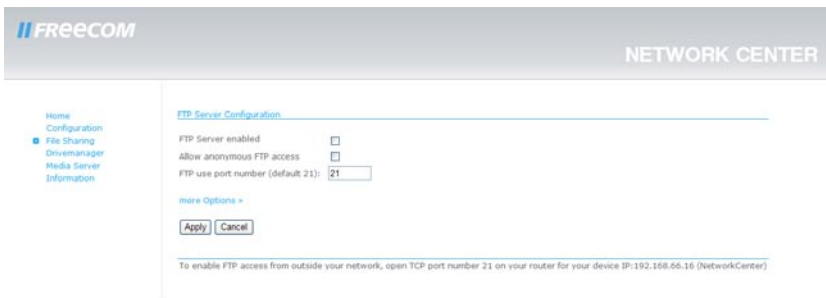 FREECOM
NETWORK CENTER
Home
Configuration
File Sharing
Drivemanager
Media Server
Information
FTP Server Configuration
FTP Server enabled
Allow anonymous FTP access
FTP use port number (default 21): 21
more Options »
Apply Cancel
To enable FTP access from outside your network, open TCP port number 21 on your router for your device IP:192.168.66.16 (NetworkCenter)